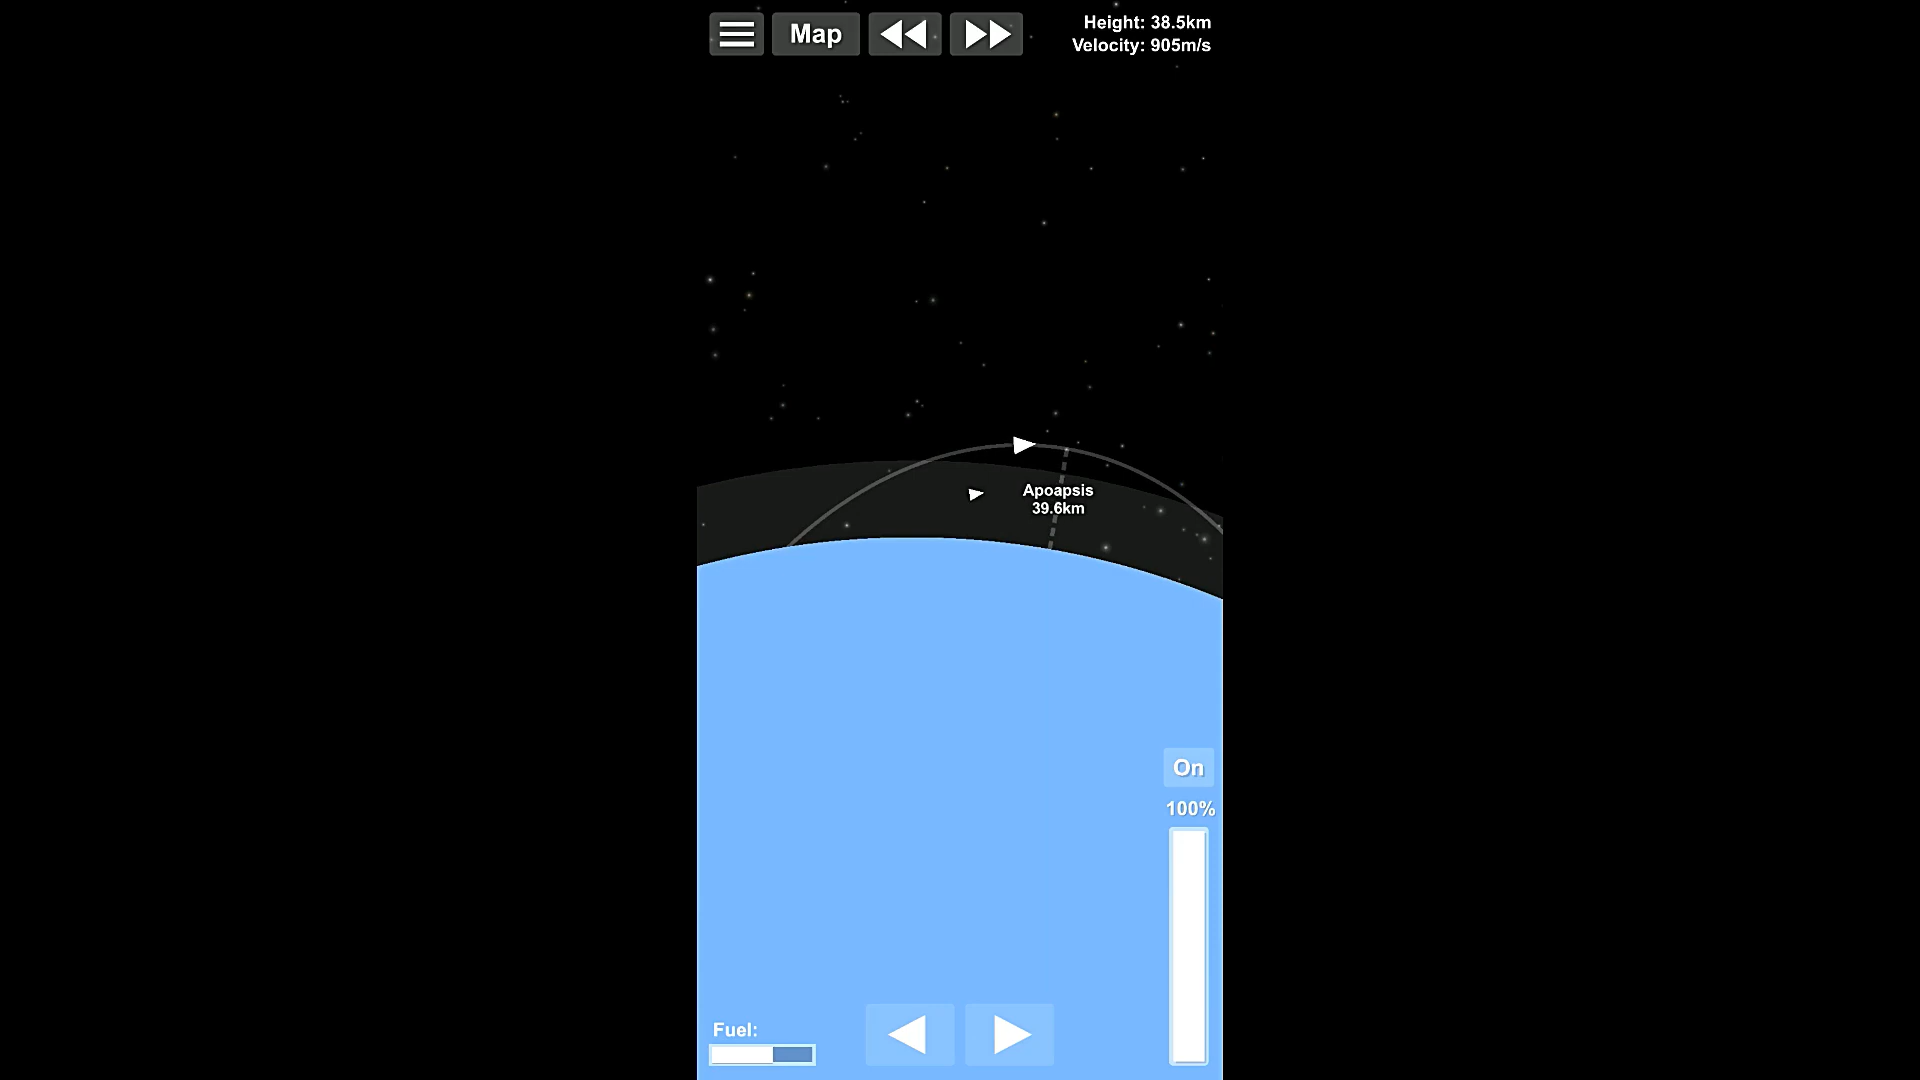 Map
Height: 38.5km
Velocity: 905m/s
Apoapsis
39.6km
On
100%
Fuel: